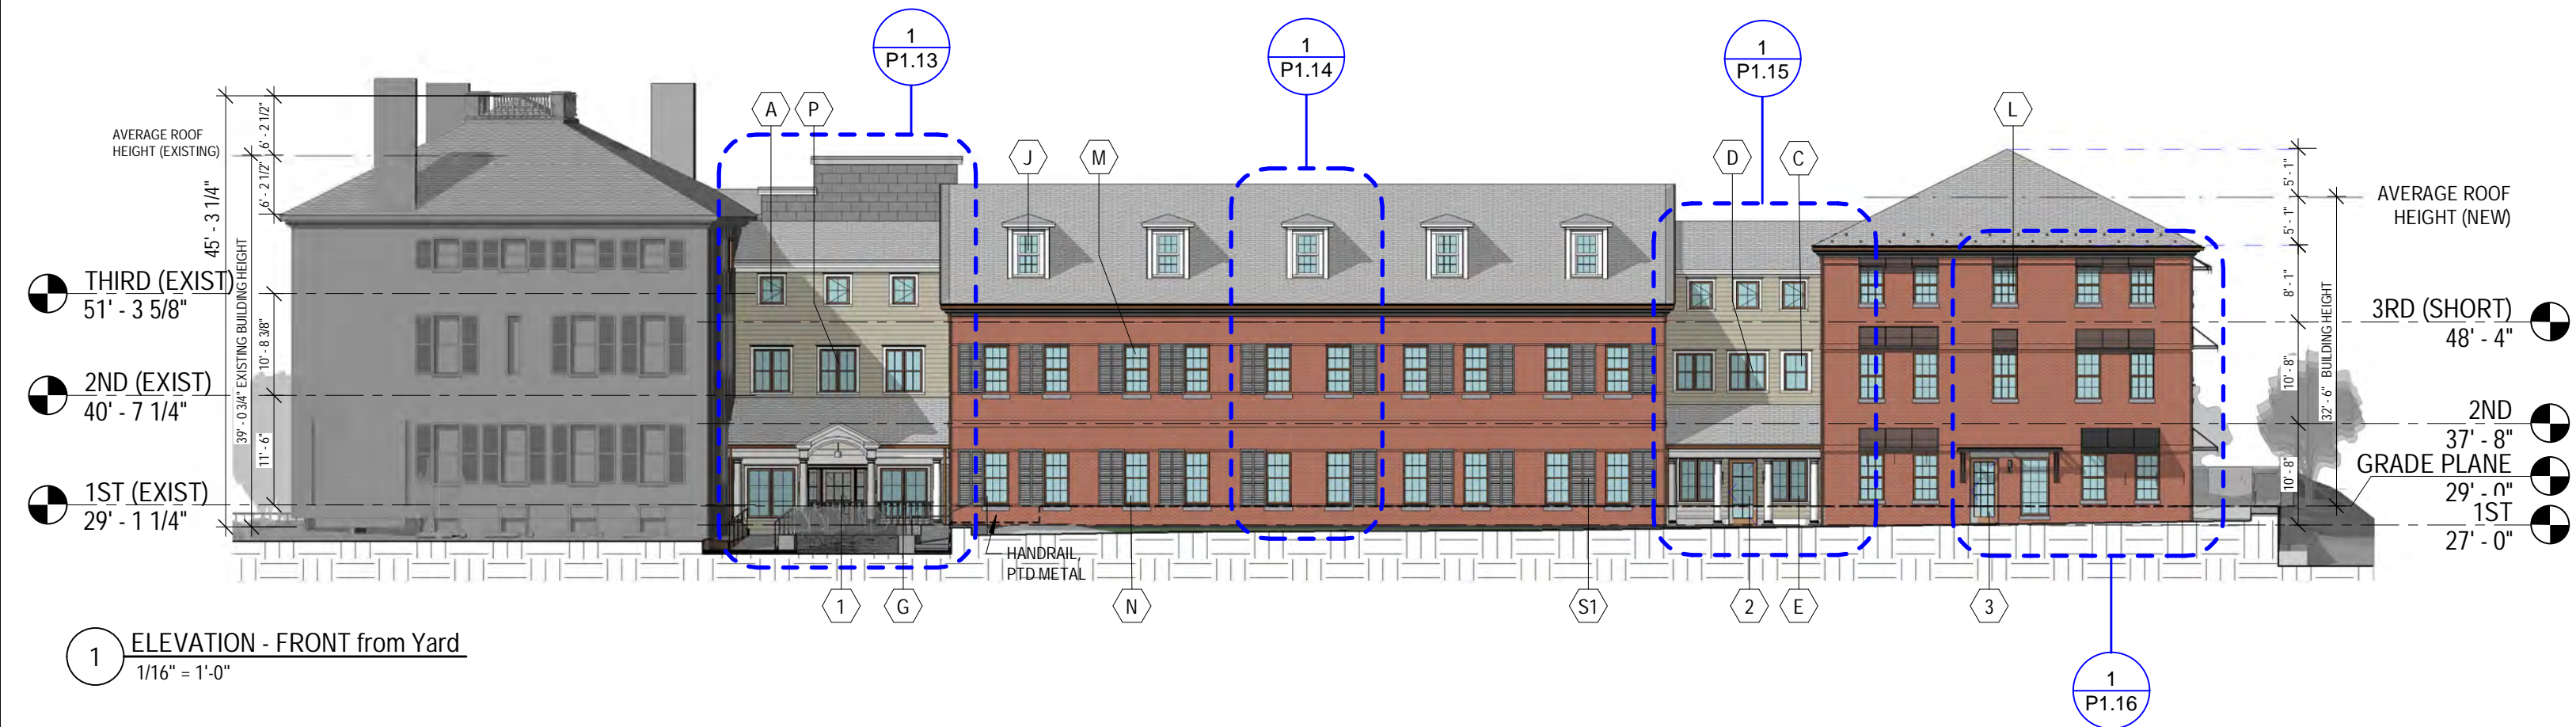 1
P1.13
1
P1.14
1
P1.15
A
P
J
M
D
C
L
AVERAGE ROOF
HEIGHT (EXISTING)
45' - 3 1/4"
6' - 2 1/2"
6' - 2 1/2"
39' - 0 3/4" EXISTING BUILDING HEIGHT
10' - 8 3/8"
11' - 6"
THIRD (EXIST)
51' - 3 5/8"
2ND (EXIST)
40' - 7 1/4"
1ST (EXIST)
29' - 1 1/4"
5' - 1"
5' - 1"
8' - 1"
10' - 8"
10' - 8"
32' - 6" BUILDING HEIGHT
AVERAGE ROOF
HEIGHT (NEW)
3RD (SHORT)
48' - 4"
2ND
37' - 8"
GRADE PLANE
29' - 0"
1ST
27' - 0"
HANDRAIL,
PTD METAL
1
G
N
S1
2
E
3
1
P1.16
1
ELEVATION - FRONT from Yard
1/16" = 1'-0"